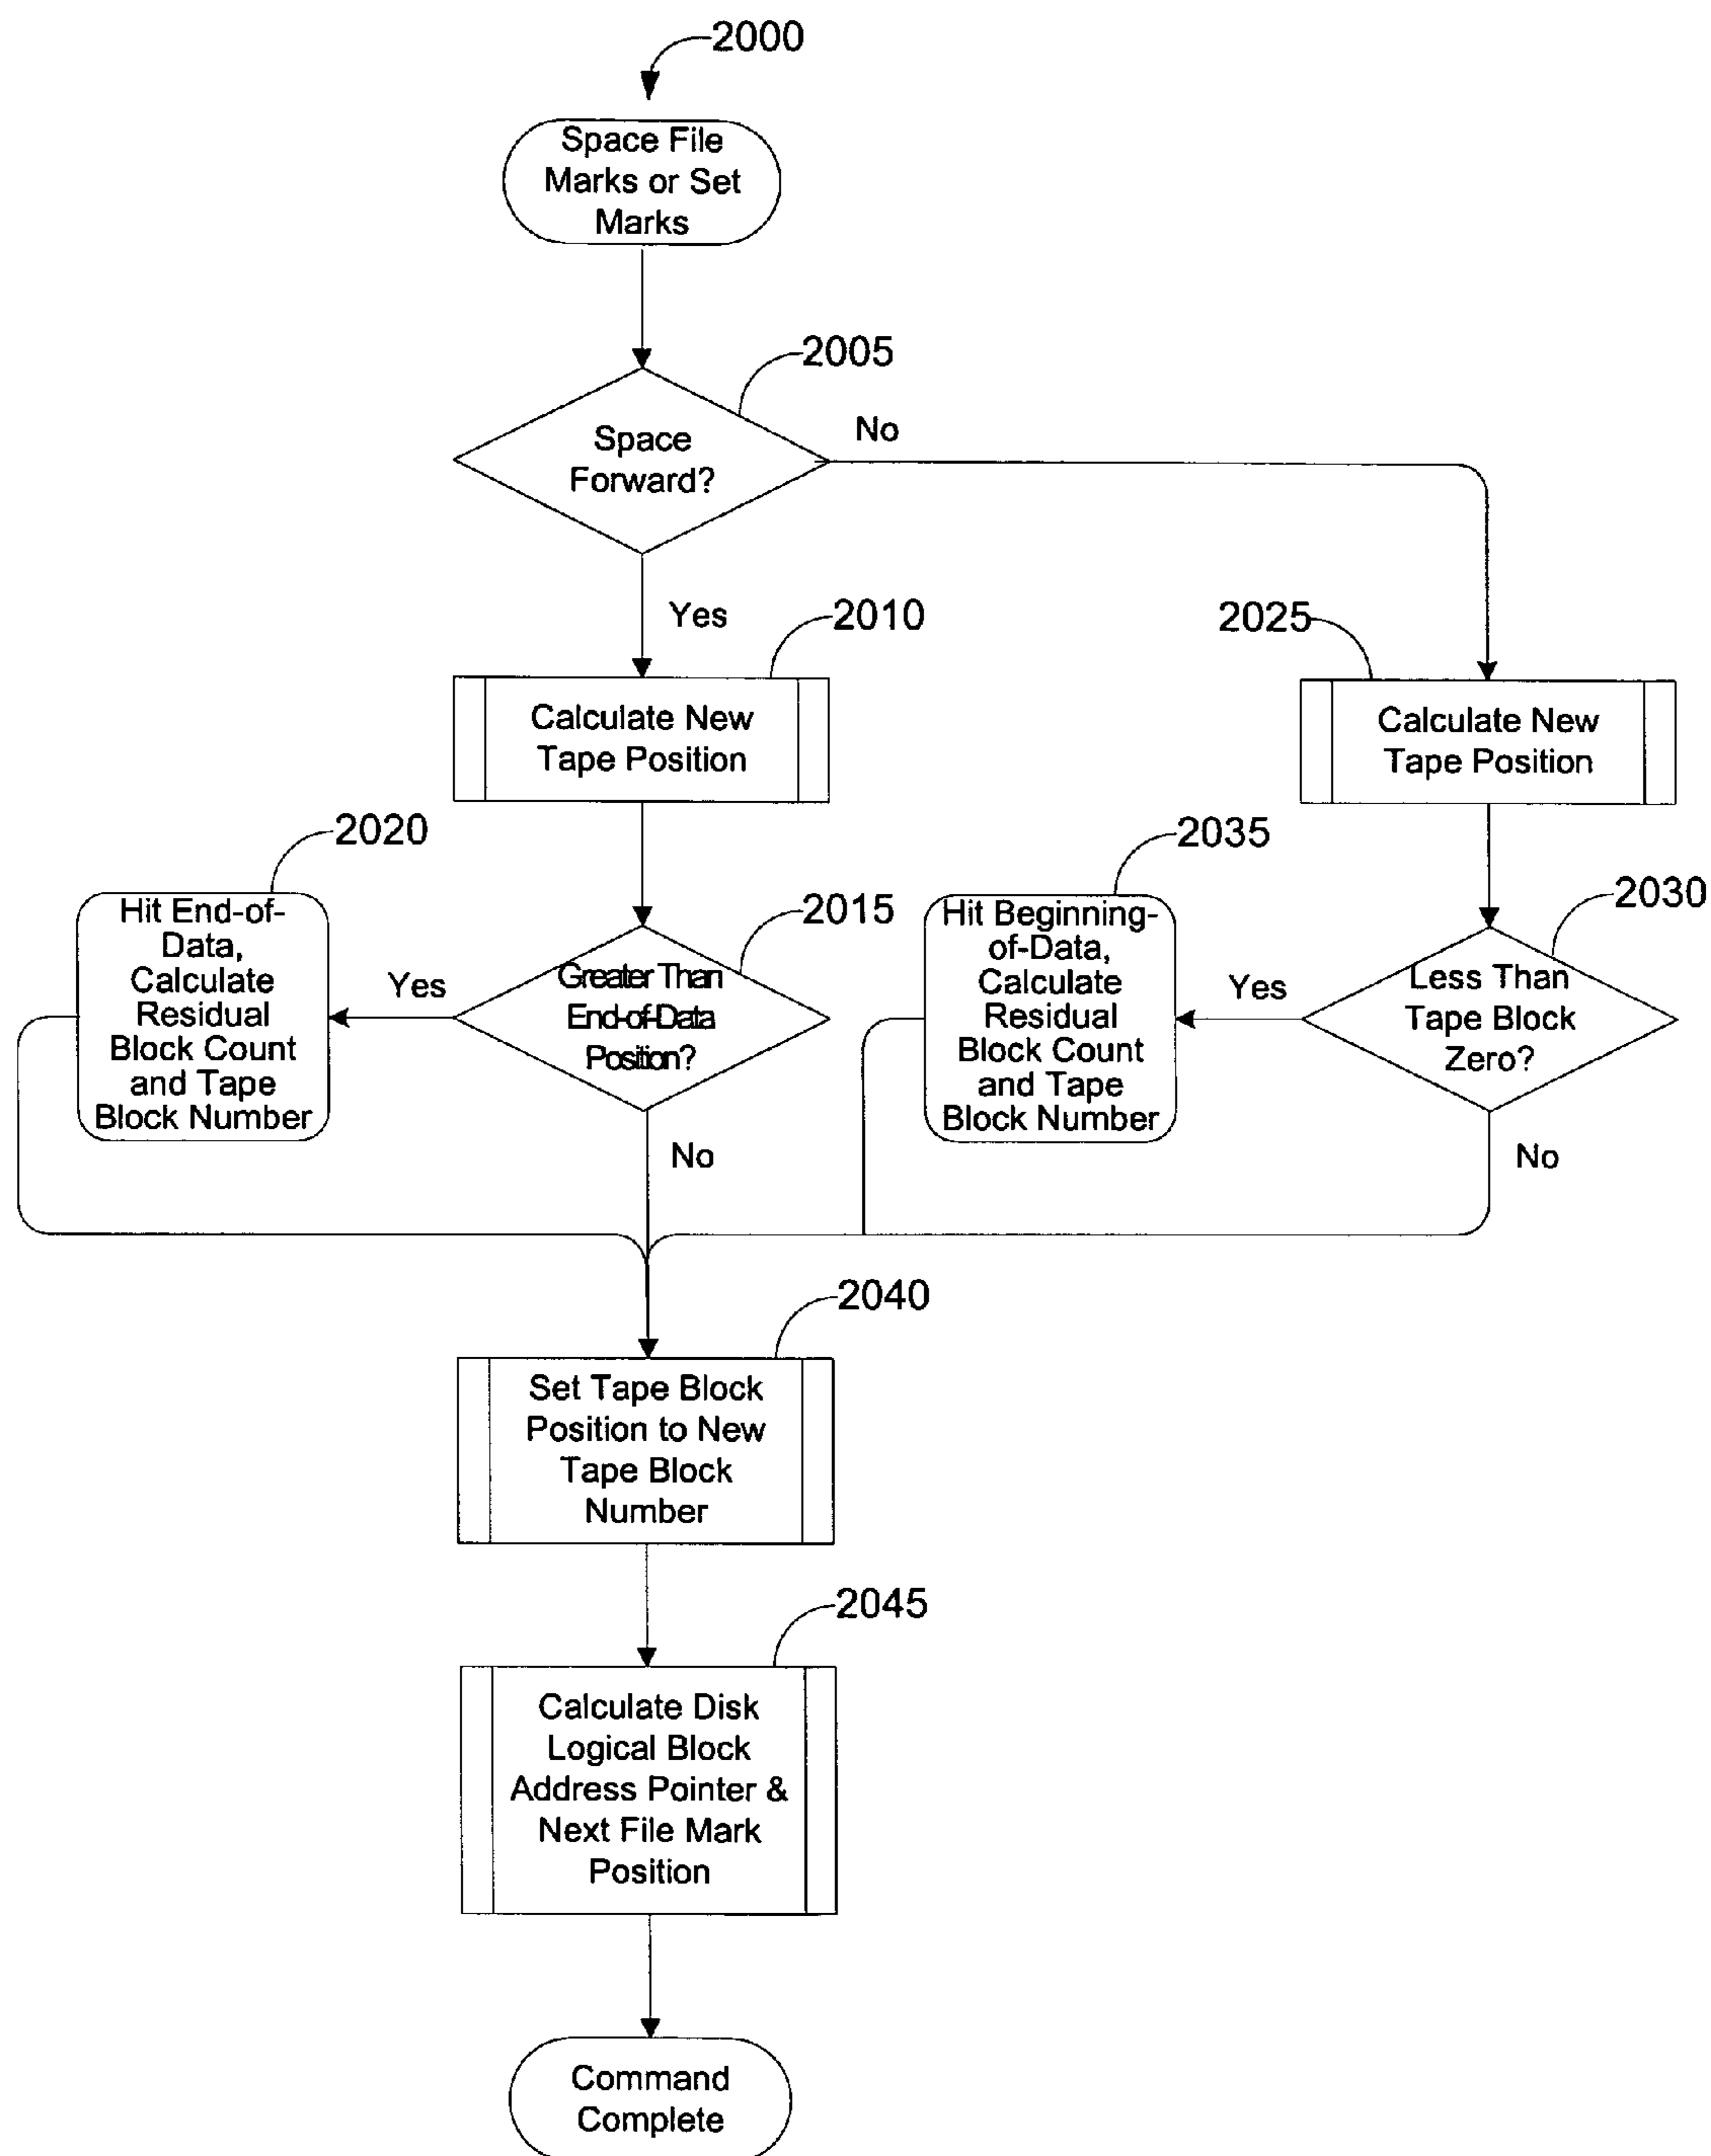 2000
Space File
Marks or Set
Marks
2005
Space
Forward?
No
Yes
2010
Calculate New
Tape Position
2025
Calculate New
Tape Position
2020
Hit End-of-
Data,
Calculate
Residual
Block Count
and Tape
Block Number
Yes
2015
Greater Than
End-of-Data
Position?
No
2035
Hit Beginning-
of-Data,
Calculate
Residual
Block Count
and Tape
Block Number
Yes
2030
Less Than
Tape Block
Zero?
No
2040
Set Tape Block
Position to New
Tape Block
Number
2045
Calculate Disk
Logical Block
Address Pointer &
Next File Mark
Position
Command
Complete